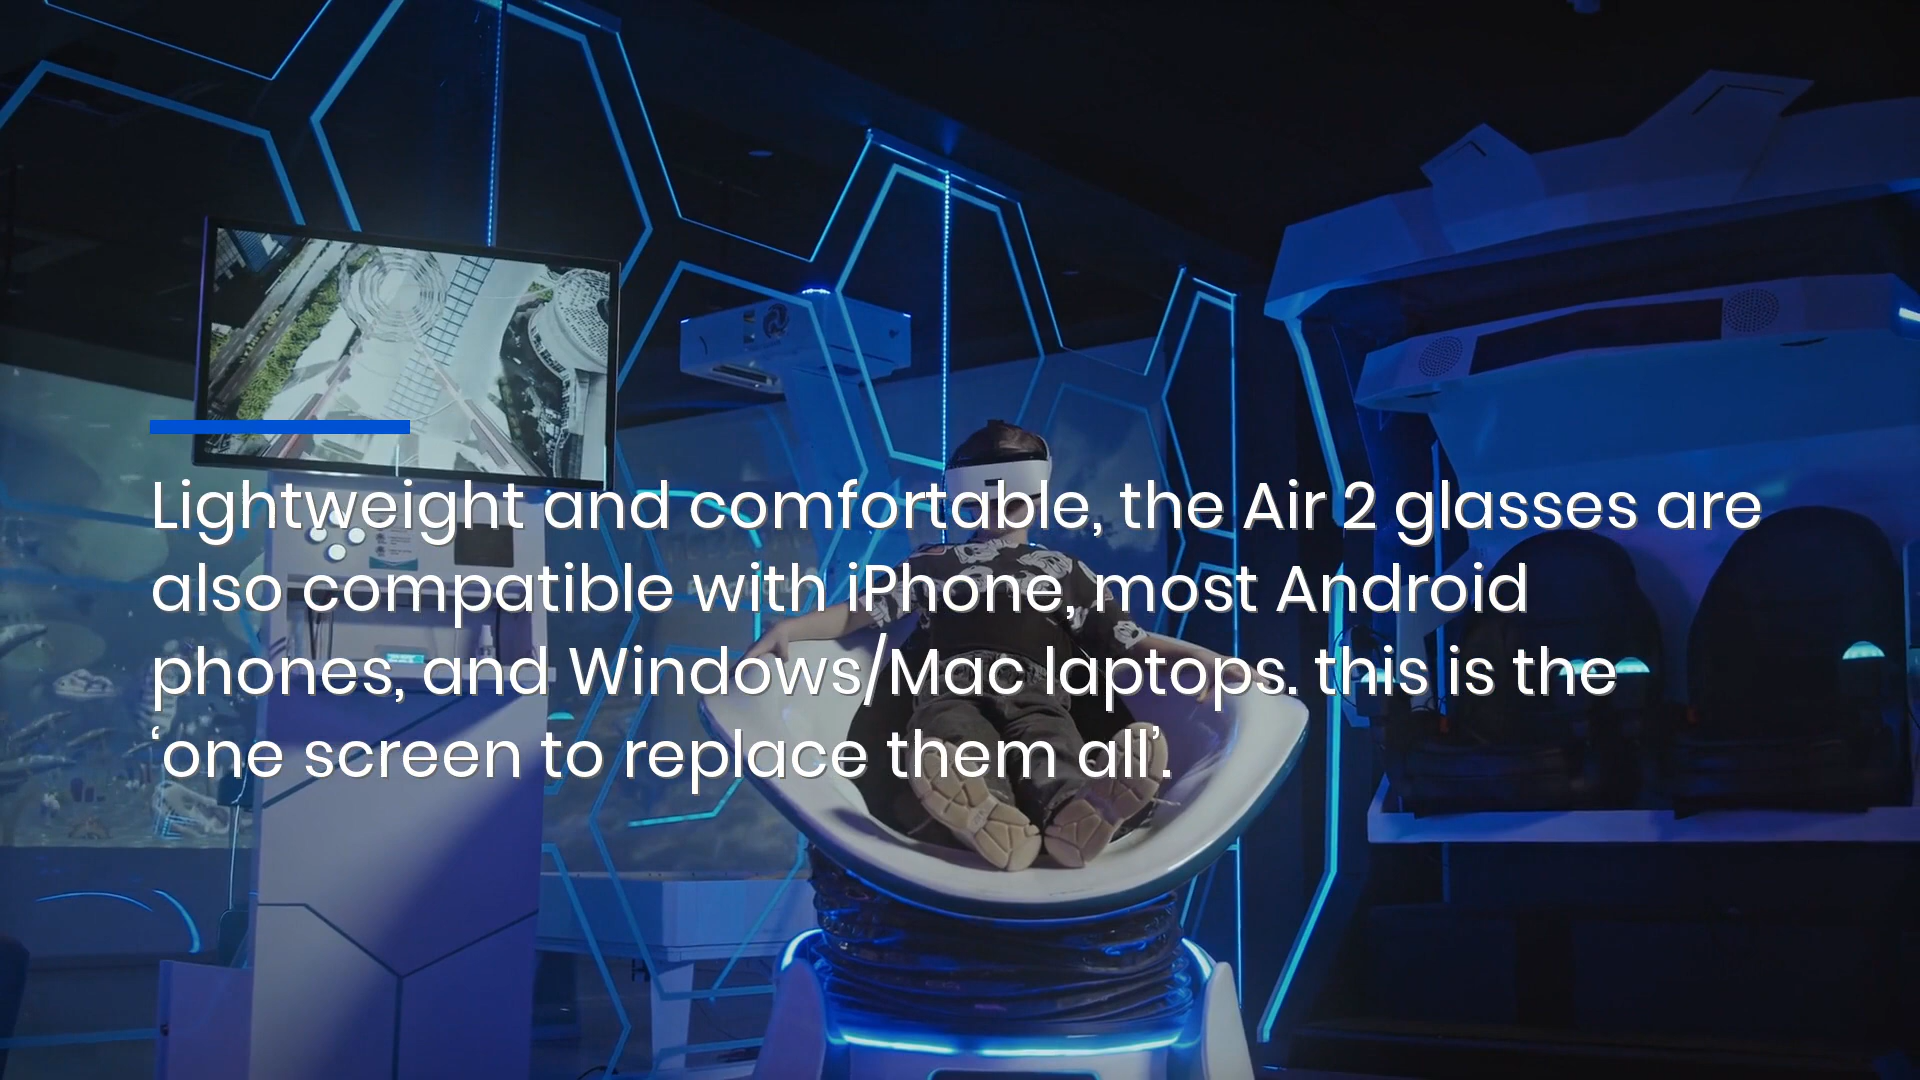 Lightweight and comfortable, the Air 2 glasses are
also compatible with iPhone, most Android
phones, and Windows/Mac laptops. this is the
‘one screen to replace them all’.